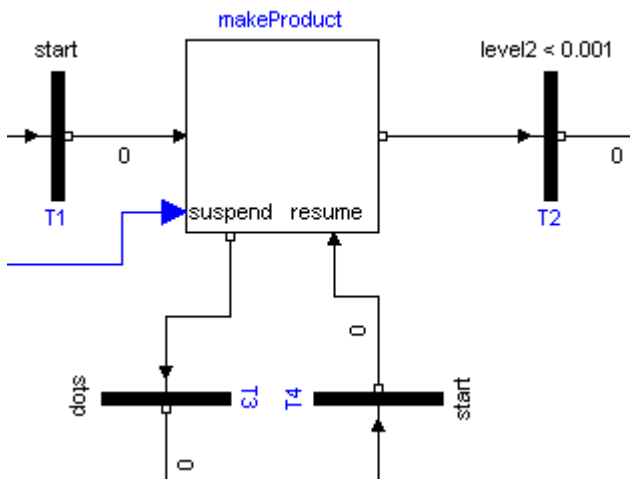 makeProduct
start
level2 < 0.001
0
0
T1
suspend resume
T2
0
stop
T3
T4
start
0